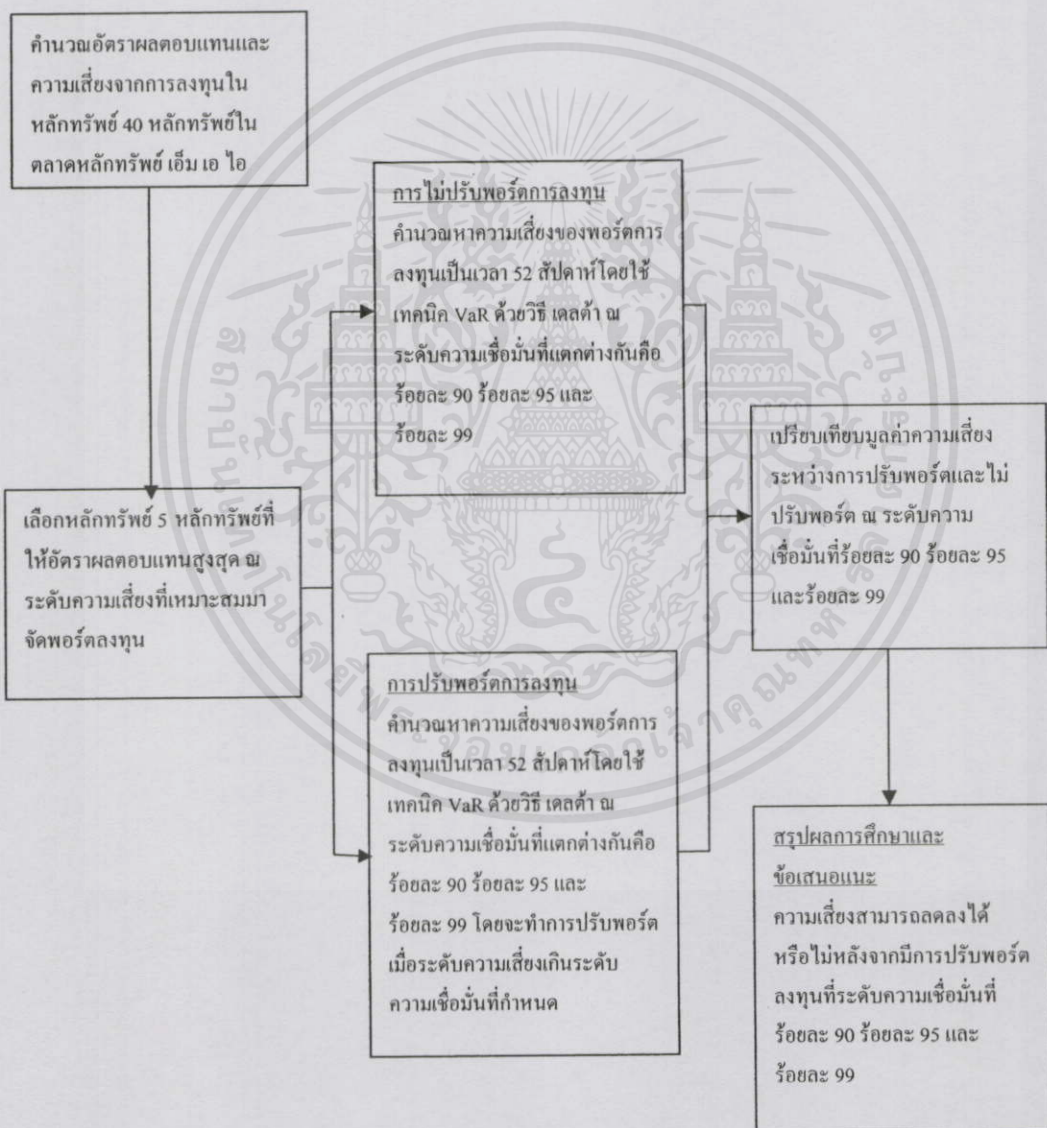 คำนวณอัตราผลตอบแทนและ
ความเสี่ยงจากการลงทุนใน
หลักทรัพย์ 40 หลักทรัพย์ใน
ตลาดหลักทรัพย์ เอ็ม เอ ไอ
เลือกหลักทรัพย์ 5 หลักทรัพย์ที่
ให้อัตราผลตอบแทนสูงสุด ณ
ระดับความเสี่ยงที่เหมาะสมมา
จัดพอร์ตลงทุน
การไม่ปรับพอร์ตการลงทุน
คำนวณหาความเสี่ยงของพอร์ตการ
ลงทุนเป็นเวลา 52 สัปดาห์โดยใช้
เทคนิค VaR ด้วยวิธี เดลต้า ณ
ระดับความเชื่อมั่นที่แตกต่างกันคือ
ร้อยละ 90 ร้อยละ 95 และ
ร้อยละ 99
การปรับพอร์ตการลงทุน
คำนวณหาความเสี่ยงของพอร์ตการ
ลงทุนเป็นเวลา 52 สัปดาห์โดยใช้
เทคนิค VaR ด้วยวิธี เดลต้า ณ
ระดับความเชื่อมั่นที่แตกต่างกันคือ
ร้อยละ 90 ร้อยละ 95 และ
ร้อยละ 99 โดยจะทำการปรับพอร์ต
เมื่อระดับความเสี่ยงเกินระดับ
ความเชื่อมั่นที่กำหนด
เปรียบเทียบมูลค่าความเสี่ยง
ระหว่างการปรับพอร์ตและไม่
ปรับพอร์ต ณ ระดับความ
เชื่อมั่นที่ร้อยละ 90 ร้อยละ 95
และร้อยละ 99
สรุปผลการศึกษาและ
ข้อเสนอแนะ
ความเสี่ยงสามารถลดลงได้
หรือไม่หลังจากมีการปรับพอร์ต
ลงทุนที่ระดับความเชื่อมั่นที่
ร้อยละ 90 ร้อยละ 95 และ
ร้อยละ 99